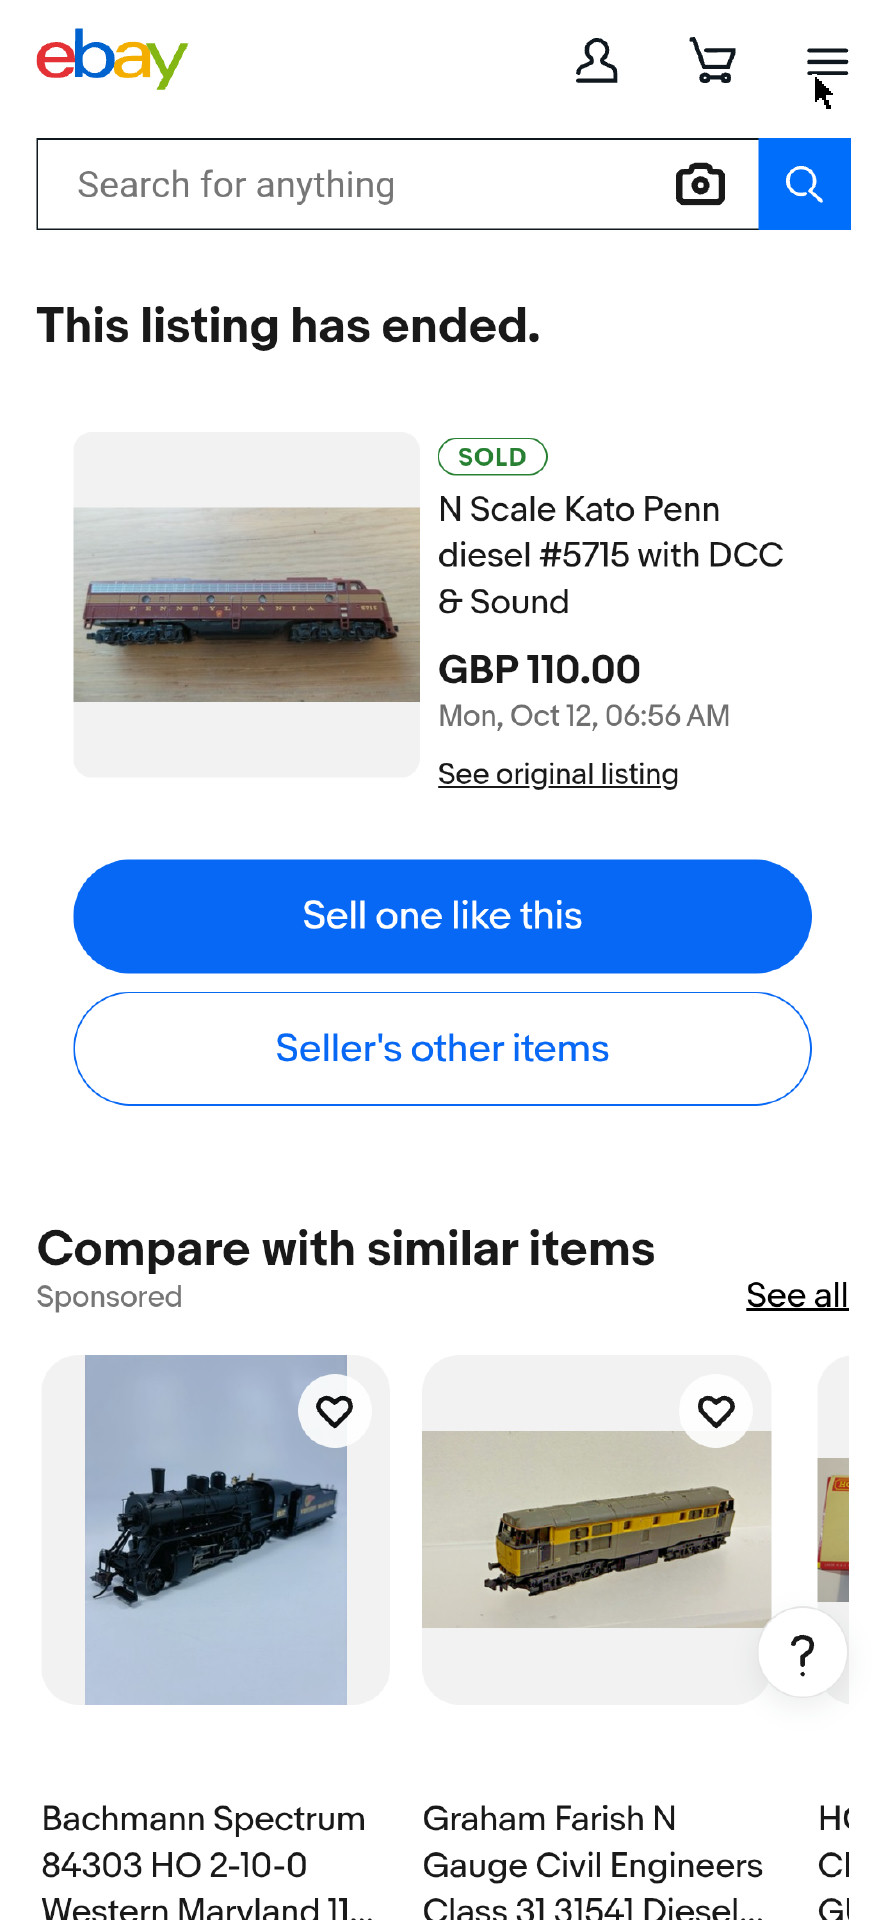 ebay
Search for anything
This listing has ended.
SOLD
N Scale Kato Penn
diesel #5715 with DCC
& Sound
GBP 110.00
Mon, Oct 12, 06:56 AM
See original listing
PENNSYLVANIA
Sell one like this
Seller's other items
Compare with similar items
Sponsored
See all
?
Bachmann Spectrum
84303 HO 2-10-0
Western Maryland 11...
Graham Farish N
Gauge Civil Engineers
Class 31 31541 Diesel...